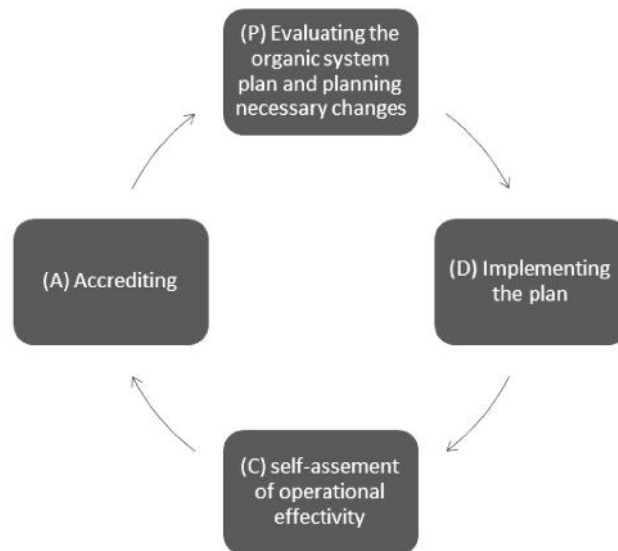 (P) Evaluating the
organic system
plan and planning
necessary changes
(D) Implementing
the plan
(C) self-assement
of operational
effectivity
(A) Accrediting